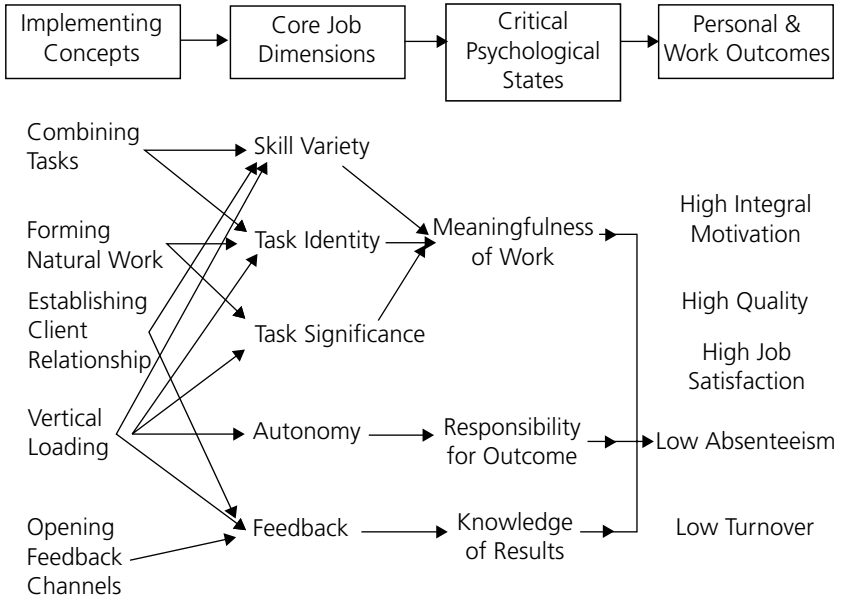 Implementing
Concepts
Core Job
Dimensions
Critical
Psychological
States
Personal &
Work Outcomes
Combining
Tasks
Forming
Natural Work
Establishing
Client
Relationship
Vertical
Loading
Opening
Feedback
Channels
Skill Variety
Task Identity
Task Significance
Autonomy
Feedback
Meaningfulness
of Work
Responsibility
for Outcome
Knowledge
of Results
High Integral
Motivation
High Quality
High Job
Satisfaction
Low Absenteeism
Low Turnover